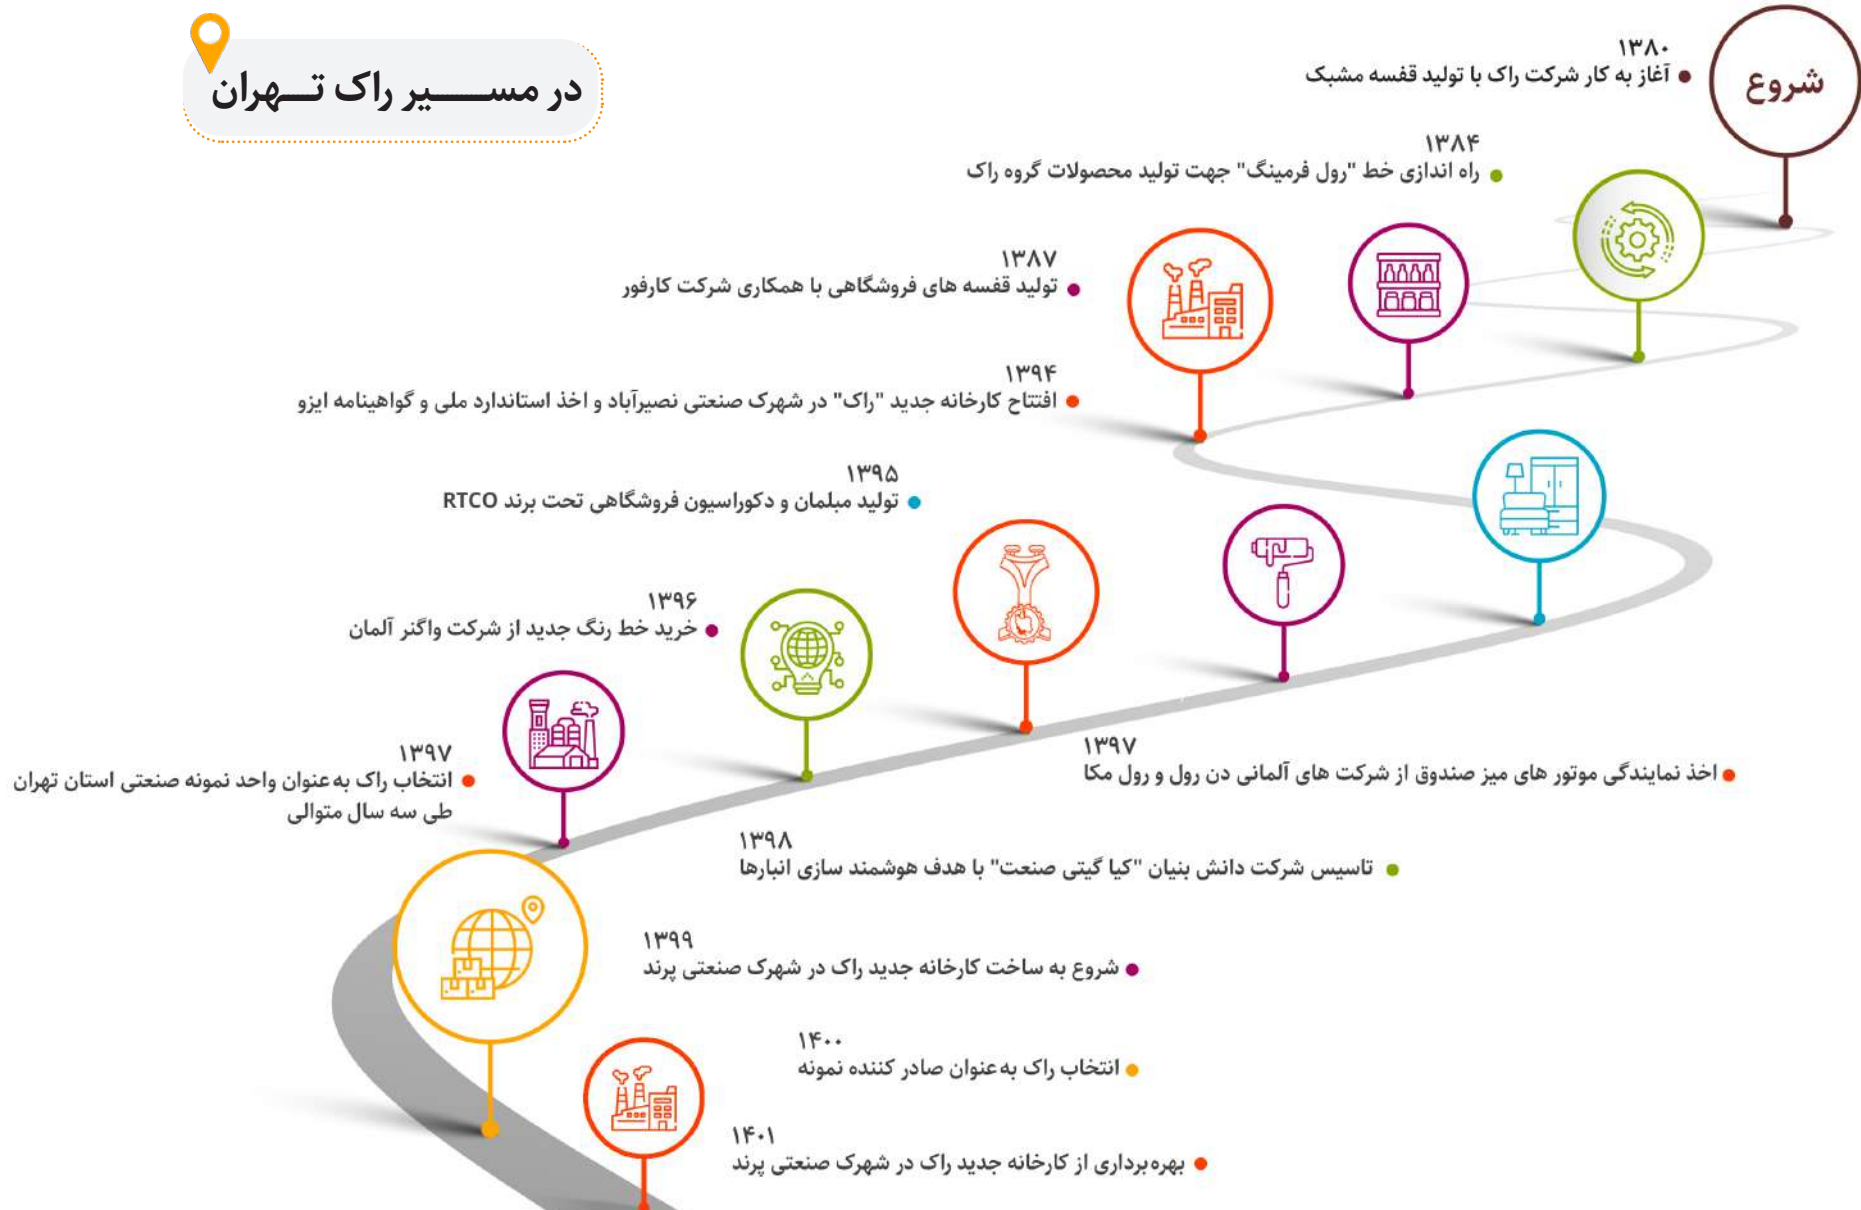 در مسیر راک تهران
شروع
۱۳۸۰
آغاز به کار شرکت راک با تولید قفسه مشبک
۱۳۸۴
راه اندازی خط "رول فرمینگ" جهت تولید محصولات گروه راک
۱۳۸۷
تولید قفسه های فروشگاهی با همکاری شرکت کارفور
۱۳۹۴
افتتاح کارخانه جدید "راک" در شهرک صنعتی نصیرآباد و اخذ استاندارد ملی و گواهینامه ایزو
۱۳۹۵
تولید مبلمان و دکوراسیون فروشگاهی تحت برند RTCO
۱۳۹۶
خرید خط رنگ جدید از شرکت واگنر آلمان
۱۳۹۷
اخذ نمایندگی موتور های میز صندوق از شرکت های آلمانی دن رول و رول مکا
۱۳۹۷
انتخاب راک به‌عنوان واحد نمونه صنعتی استان تهران
طی سه سال متوالی
۱۳۹۸
تاسیس شرکت دانش بنیان "کیا گیتی صنعت" با هدف هوشمند سازی انبارها
۱۳۹۹
شروع به ساخت کارخانه جدید راک در شهرک صنعتی پرند
۱۴۰۰
انتخاب راک به‌عنوان صادر کننده نمونه
۱۴۰۱
بهره‌برداری از کارخانه جدید راک در شهرک صنعتی پرند